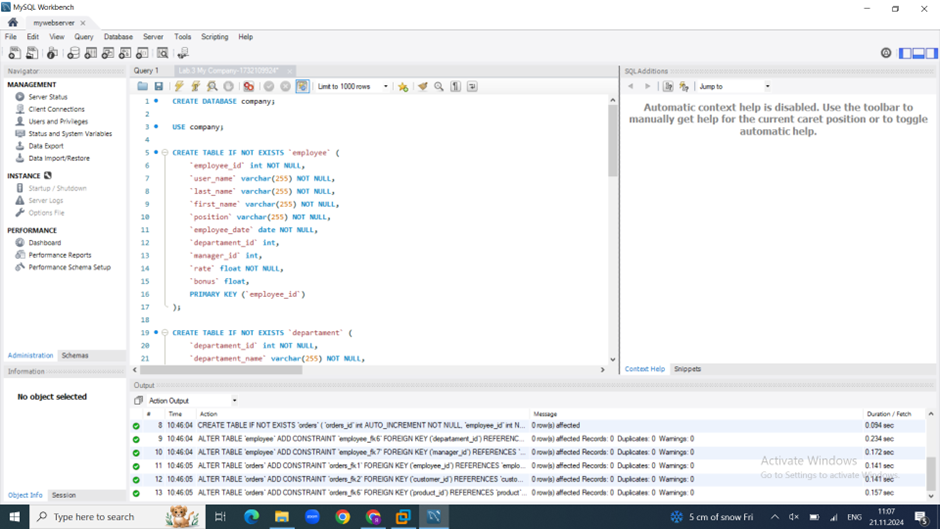 MySQL Workbench
mywebserver ×
File Edit View Query Database Server Tools Scripting Help
Navigator
MANAGEMENT
Server Status
Client Connections
Users and Privileges
Status and System Variables
Data Export
Data Import/Restore
INSTANCE
Startup / Shutdown
Server Logs
Options File
PERFORMANCE
Dashboard
Performance Reports
Performance Schema Setup
Administration Schemas
Information
No object selected
Object Info Session
Query 1 Lab 3 My Company-1732109524* ×
Limit to 1000 rows
1 CREATE DATABASE company;
2
3 USE company;
4
5 CREATE TABLE IF NOT EXISTS `employee` (
6 `employee_id` int NOT NULL,
7 `user_name` varchar(255) NOT NULL,
8 `last_name` varchar(255) NOT NULL,
9 `first_name` varchar(255) NOT NULL,
10 `position` varchar(255) NOT NULL,
11 `employee_date` date NOT NULL,
12 `departament_id` int,
13 `manager_id` int,
14 `rate` float NOT NULL,
15 `bonus` float,
16 PRIMARY KEY (`employee_id`)
17 );
18
19 CREATE TABLE IF NOT EXISTS `departament` (
20 `departament_id` int NOT NULL,
21 `departament_name` varchar(255) NOT NULL,
SQLAdditions
Jump to
Automatic context help is disabled. Use the toolbar to
manually get help for the current caret position or to toggle
automatic help.
Context Help Snippets
Output
Action Output
# Time Action Message Duration / Fetch
8 10:46:04 CREATE TABLE IF NOT EXISTS `orders` ( `order_id` int AUTO_INCREMENT NOT NULL, `employee_id` int N... 0 row(s) affected 0.094 sec
9 10:46:04 ALTER TABLE `employee` ADD CONSTRAINT `employee_fk6` FOREIGN KEY (`departament_id`) REFERENC... 0 row(s) affected Records: 0 Duplicates: 0 Warnings: 0 0.234 sec
10 10:46:04 ALTER TABLE `employee` ADD CONSTRAINT `employee_fk7` FOREIGN KEY (`manager_id`) REFERENCES `... 0 row(s) affected Records: 0 Duplicates: 0 Warnings: 0 0.172 sec
11 10:46:05 ALTER TABLE `orders` ADD CONSTRAINT `orders_fk1` FOREIGN KEY (`employee_id`) REFERENCES `emplo... 0 row(s) affected Records: 0 Duplicates: 0 Warnings: 0 0.141 sec
12 10:46:05 ALTER TABLE `orders` ADD CONSTRAINT `orders_fk2` FOREIGN KEY (`customer_id`) REFERENCES `custo... 0 row(s) affected Records: 0 Duplicates: 0 Warnings: 0 0.141 sec
13 10:46:05 ALTER TABLE `orders` ADD CONSTRAINT `orders_fk6` FOREIGN KEY (`product_id`) REFERENCES `product`... 0 row(s) affected Records: 0 Duplicates: 0 Warnings: 0 0.157 sec
Activate Windows
Go to Settings to activate Windows.
Type here to search
5 cm of snow Fri
ENG
11:07
21.11.2024